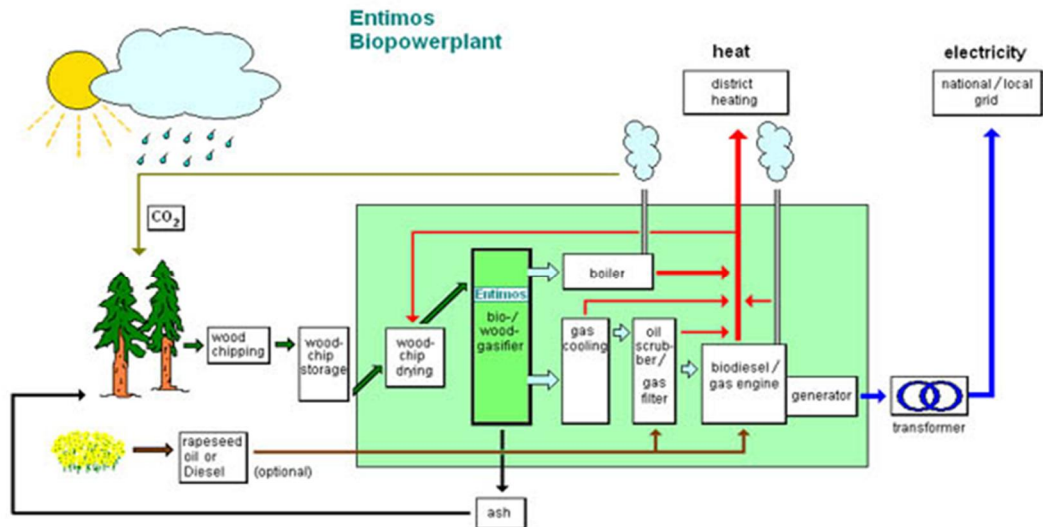 Entimos
Biopowerplant
heat
electricity
district
heating
national / local
grid
CO2
boiler
Entimos
bio-/
wood-
gasifier
wood
chipping
wood-
chip
storage
wood-
chip
drying
gas
cooling
oil
scrub-
ber/
gas
filter
biodiesel /
gas engine
generator
transformer
rapeseed
oil or
Diesel
(optional)
ash